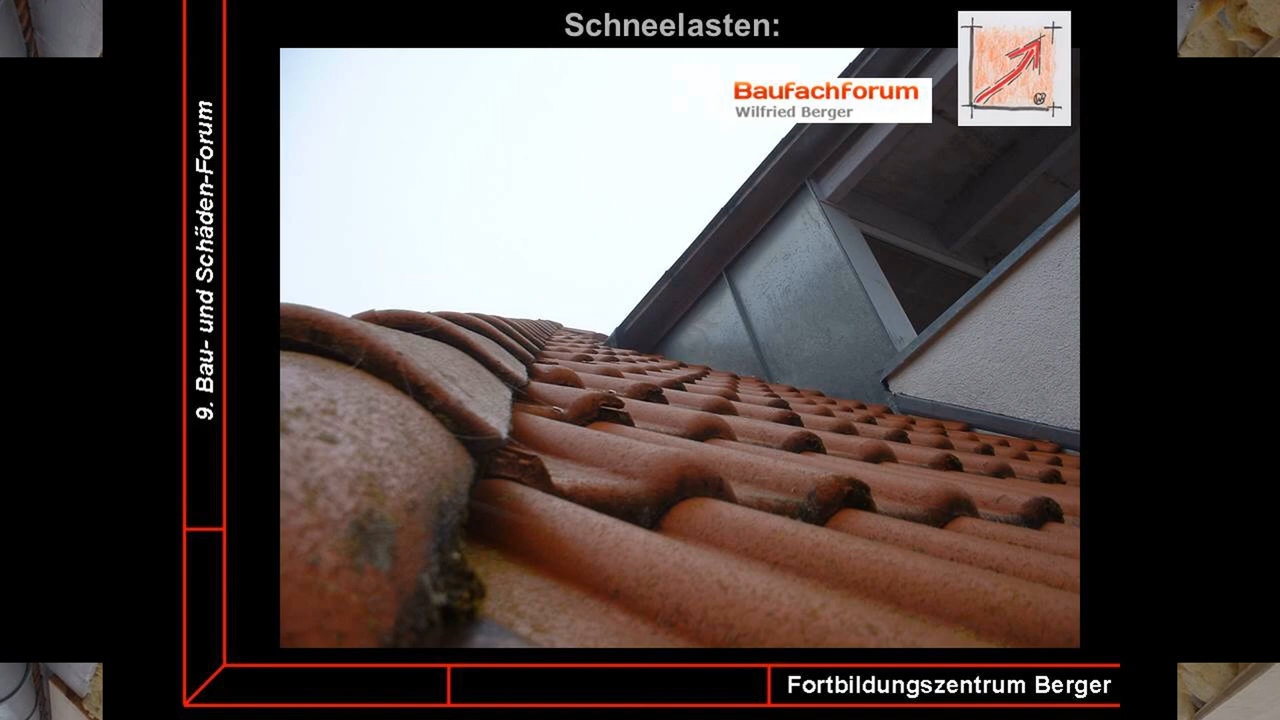 Schneelasten:
Baufachforum
Wilfried Berger
9. Bau- und Schäden-Forum
Fortbildungszentrum Berger